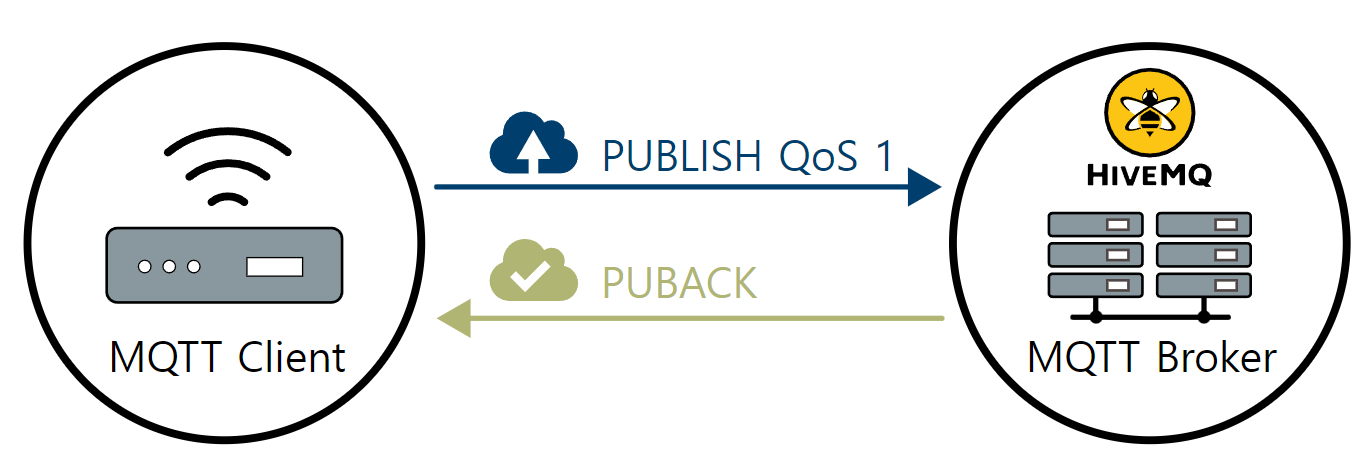 PUBLISH QoS 1
HIVEMQ
PUBACK
MQTT Client
MQTT Broker